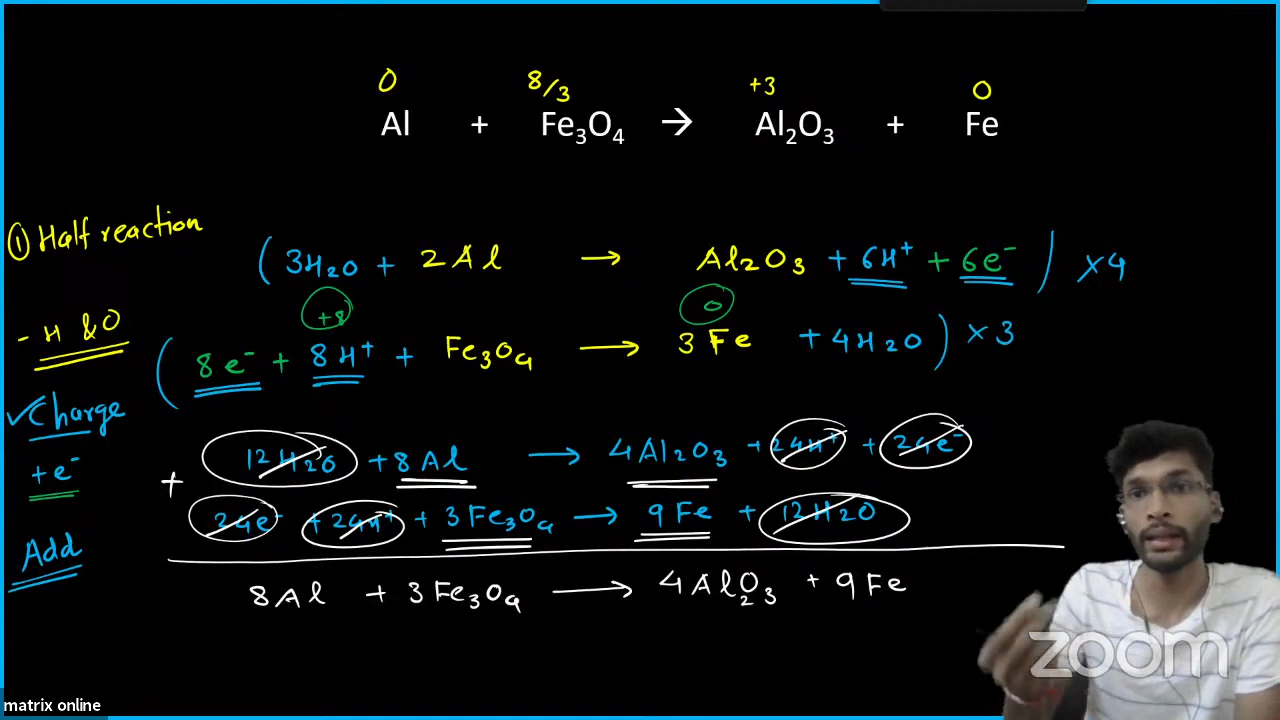 0 8/3 +3 0
Al + Fe₃O₄ → Al₂O₃ + Fe
① Half reaction
(3H₂O + 2Al → Al₂O₃ + 6H⁺ + 6e⁻) ×4
+8 0
- H & O
(8e⁻ + 8H⁺ + Fe₃O₄ → 3Fe + 4H₂O) ×3
✓Charge
12H₂O + 8Al → 4Al₂O₃ + 24H⁺ + 24e⁻
+e⁻
+
24e⁻ + 24H⁺ + 3Fe₃O₄ → 9Fe + 12H₂O
Add
8Al + 3Fe₃O₄ → 4Al₂O₃ + 9Fe
zoom
matrix online